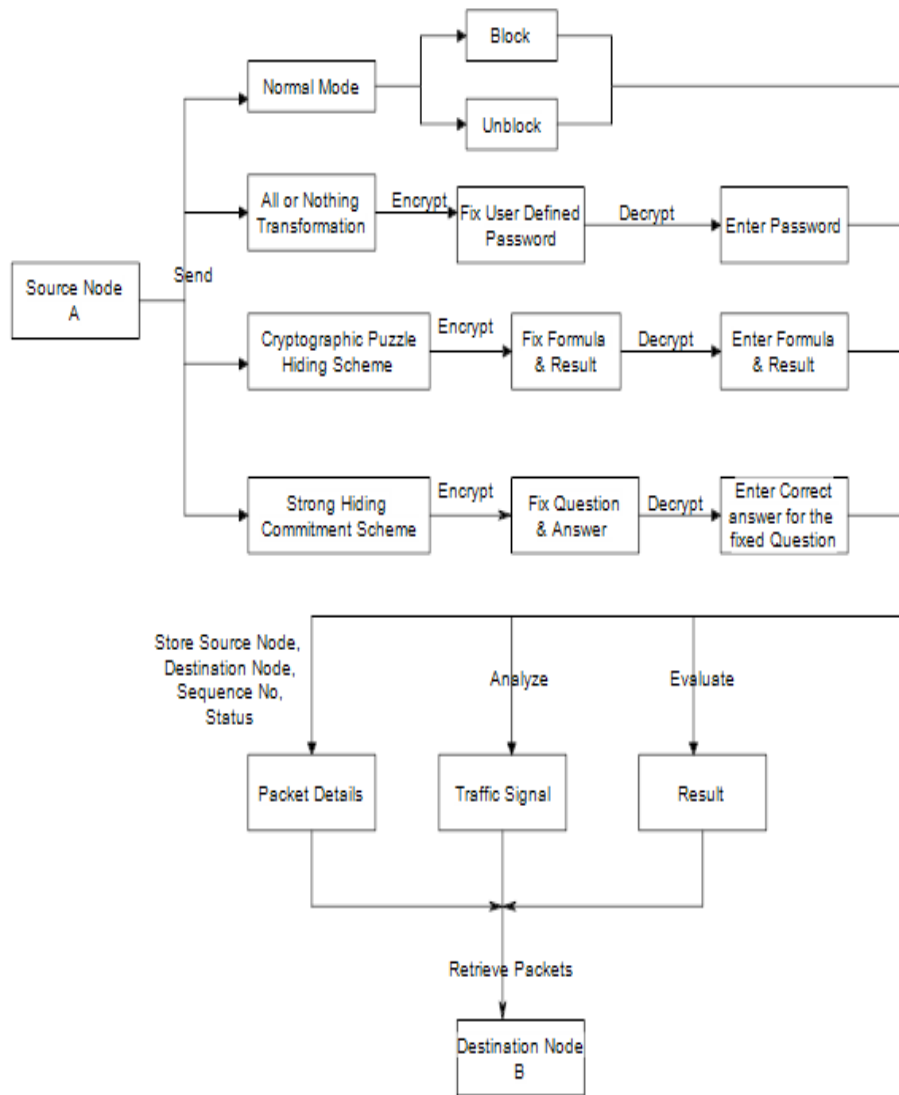 Block
Normal Mode
Unblock
All or Nothing
Transformation
Encrypt
Fix User Defined
Password
Decrypt
Enter Password
Source Node
A
Send
Cryptographic Puzzle
Hiding Scheme
Encrypt
Fix Formula
& Result
Decrypt
Enter Formula
& Result
Strong Hiding
Commitment Scheme
Encrypt
Fix Question
& Answer
Decrypt
Enter Correct
answer for the
fixed Question
Store Source Node,
Destination Node,
Sequence No,
Status
Analyze
Evaluate
Packet Details
Traffic Signal
Result
Retrieve Packets
Destination Node
B